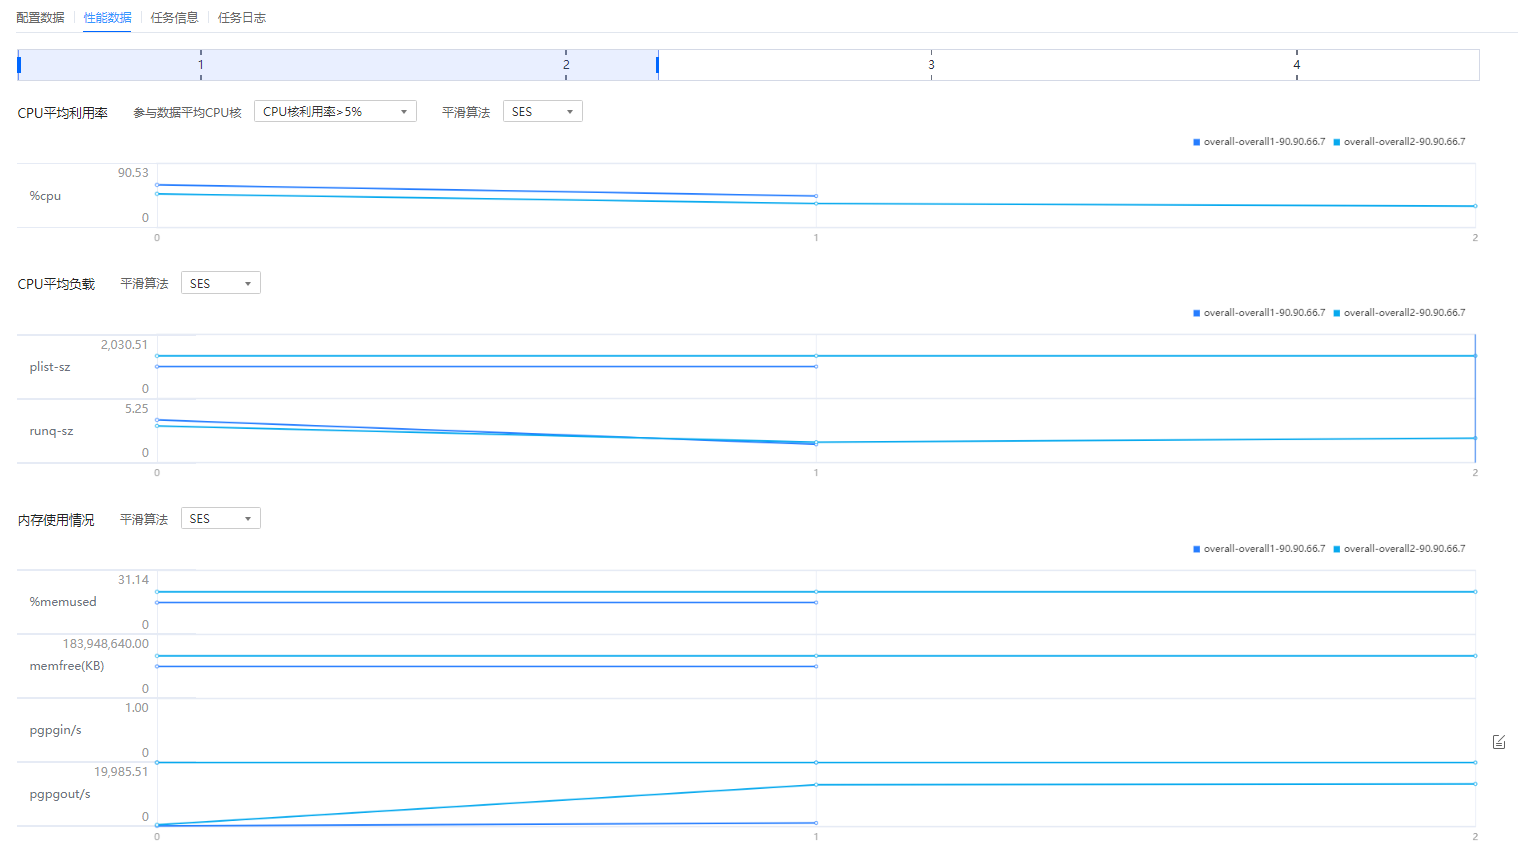 配置数据 性能数据 任务信息 任务日志
1 2 3 4
CPU平均利用率 参与数据平均CPU核 CPU核利用率>5% 平滑算法 SES
overall-overall1-90.90.66.7 overall-overall2-90.90.66.7
90.53
%cpu
0
0 1 2
CPU平均负载 平滑算法 SES
overall-overall1-90.90.66.7 overall-overall2-90.90.66.7
2,030.51
plist-sz
0
5.25
runq-sz
0
0 1 2
内存使用情况 平滑算法 SES
overall-overall1-90.90.66.7 overall-overall2-90.90.66.7
31.14
%memused
0
183,948,640.00
memfree(KB)
0
1.00
pgpgin/s
0
19,985.51
pgpgout/s
0
0 1 2